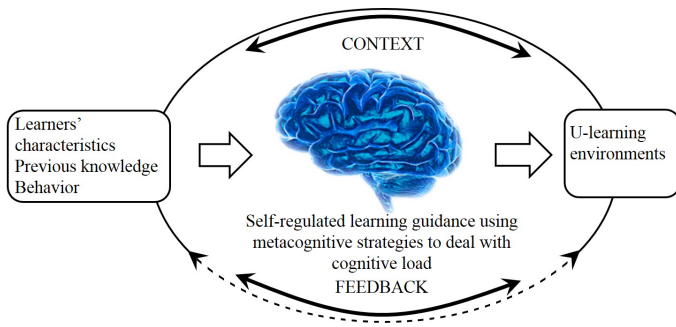 CONTEXT
Learners'
characteristics
Previous knowledge
Behavior
U-learning
environments
Self-regulated learning guidance using
metacognitive strategies to deal with
cognitive load
FEEDBACK